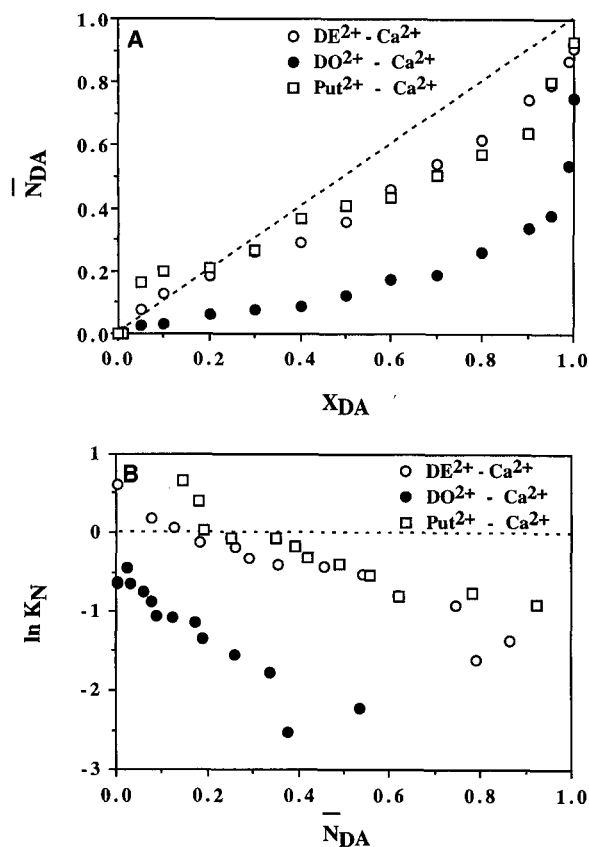 A
DE2+ - Ca2+
DO2+ - Ca2+
Put2+ - Ca2+
1.0
0.8
0.6
0.4
0.2
0.0
N̅DA
0.0 0.2 0.4 0.6 0.8 1.0
XDA
B
DE2+ - Ca2+
DO2+ - Ca2+
Put2+ - Ca2+
1
0
-1
-2
-3
ln KN
0.0 0.2 0.4 0.6 0.8 1.0
N̅DA